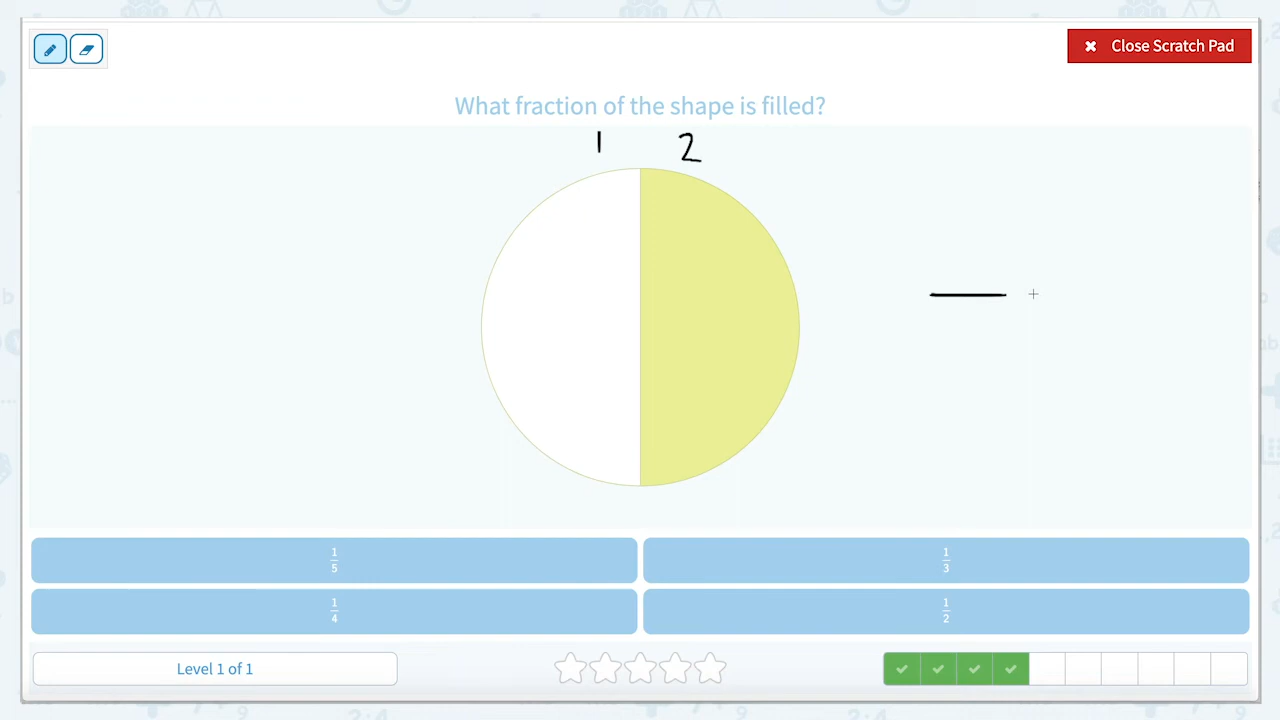 Close Scratch Pad
What fraction of the shape is filled?
1 2
1/5
1/3
1/4
1/2
Level 1 of 1